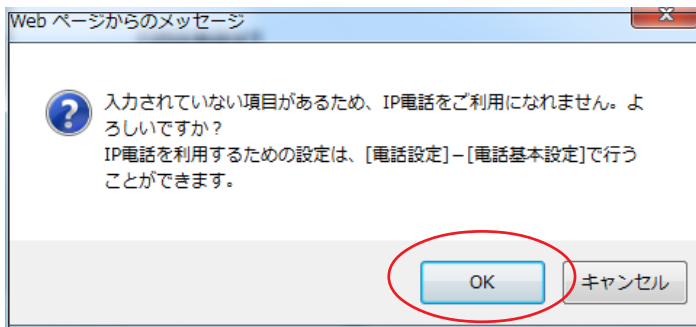 Web ページからのメッセージ
入力されていない項目があるため、IP電話をご利用になれません。よ
ろしいですか？
IP電話を利用するための設定は、[電話設定]－[電話基本設定]で行う
ことができます。
OK
キャンセル